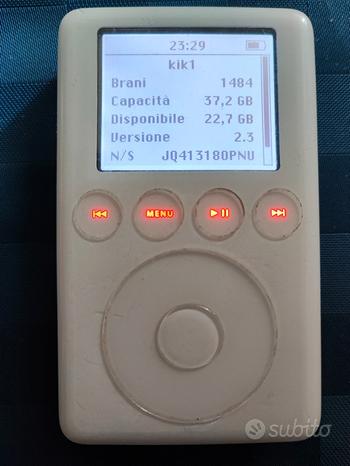 23:29
kik1
Brani 1484
Capacità 37,2 GB
Disponibile 22,7 GB
Versione 2.3
N/S JQ413180PNU
MENU
subito